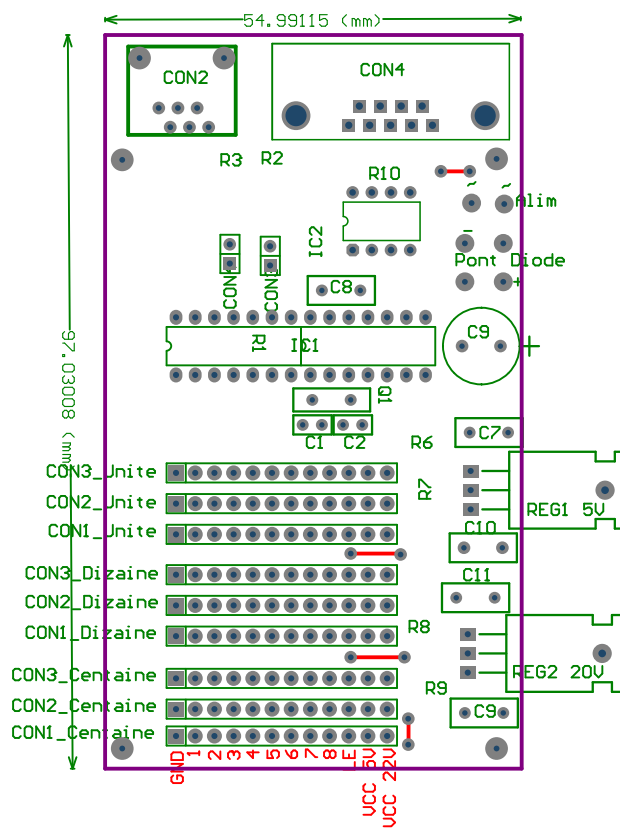 54.99115 (mm)
CON2
CON4
R3
R2
R10
~
~
Alim
IC2
-
Pont Diode
+
C8
R1
IC1
C9
+
97.03008 (mm)
Q1
C1
C2
R6
C7
CON3_Unite
R7
CON2_Unite
REG1 5V
CON1_Unite
C10
CON3_Dizaine
C11
CON2_Dizaine
CON1_Dizaine
R8
CON3_Centaine
REG2 20V
R9
CON2_Centaine
C9
CON1_Centaine
GND
1
2
3
4
5
6
7
8
LE
VCC 5V
VCC 22V